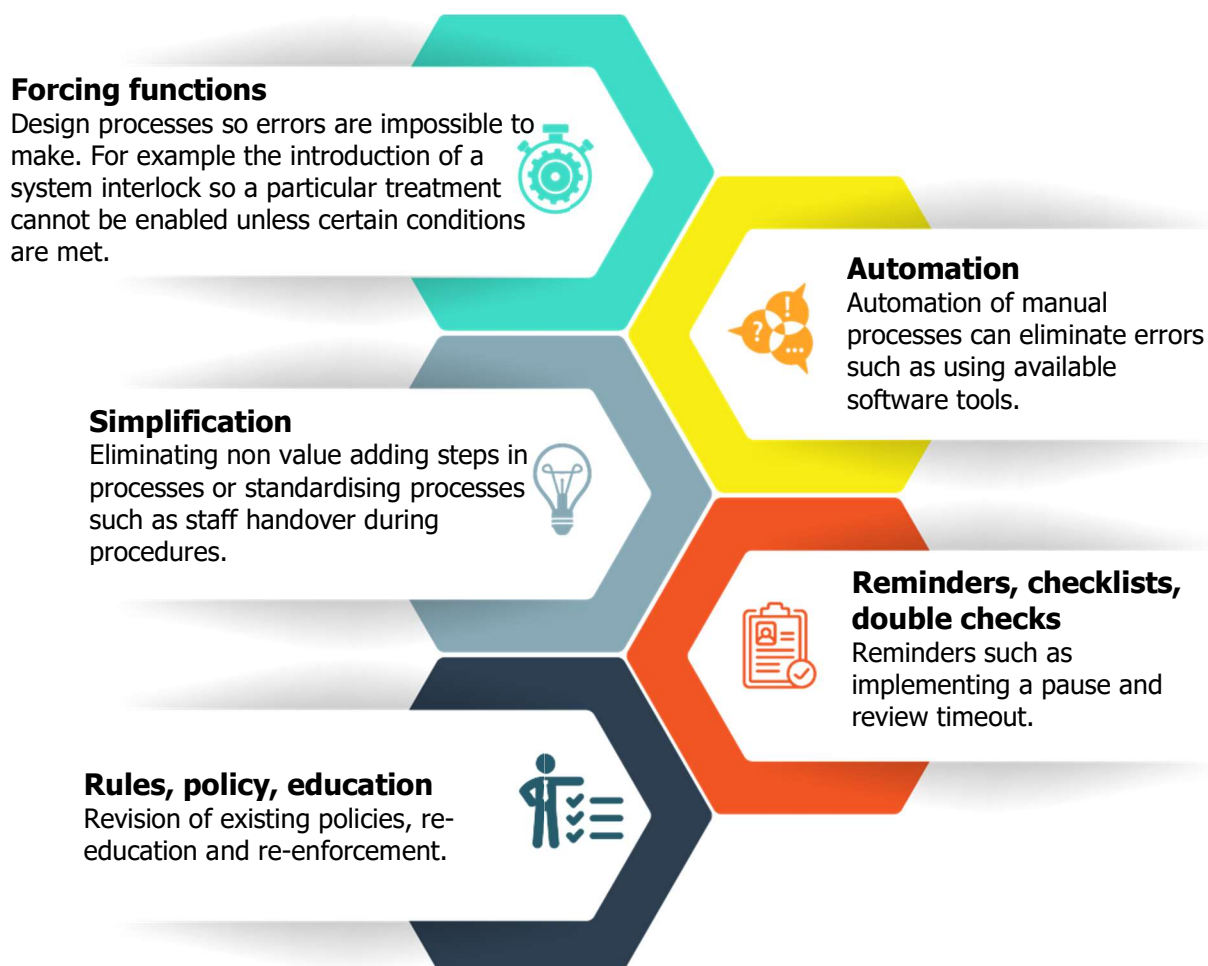 Forcing functions
Design processes so errors are impossible to
make. For example the introduction of a
system interlock so a particular treatment
cannot be enabled unless certain conditions
are met.
Automation
Automation of manual
processes can eliminate errors
such as using available
software tools.
Simplification
Eliminating non value adding steps in
processes or standardising processes
such as staff handover during
procedures.
Reminders, checklists,
double checks
Reminders such as
implementing a pause and
review timeout.
Rules, policy, education
Revision of existing policies, re-
education and re-enforcement.